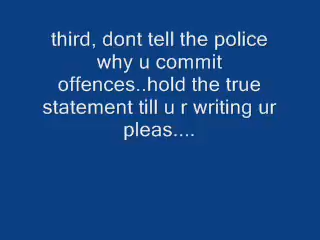 third, dont tell the police
why u commit
offences..hold the true
statement till u r writing ur
pleas....